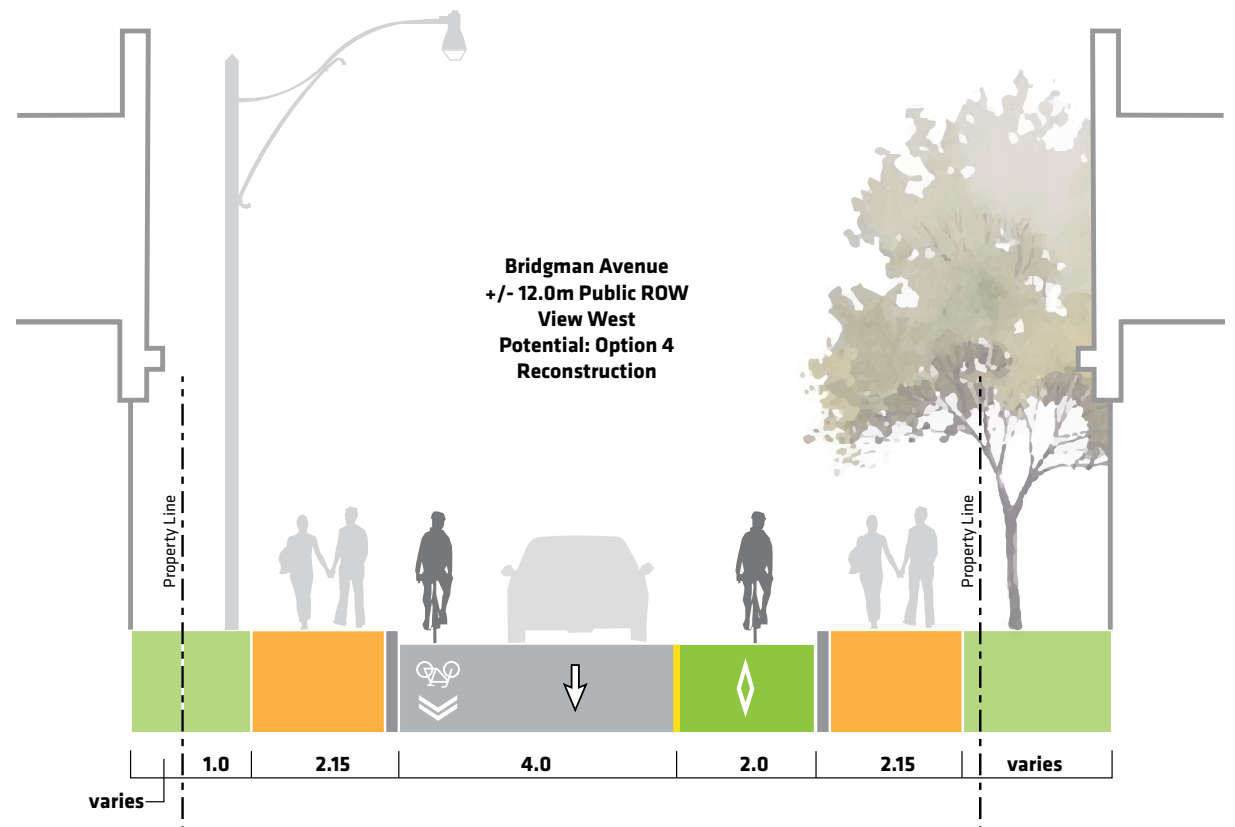 Bridgman Avenue
+/- 12.0m Public ROW
View West
Potential: Option 4
Reconstruction
Property Line
Property Line
1.0
2.15
4.0
2.0
2.15
varies
varies